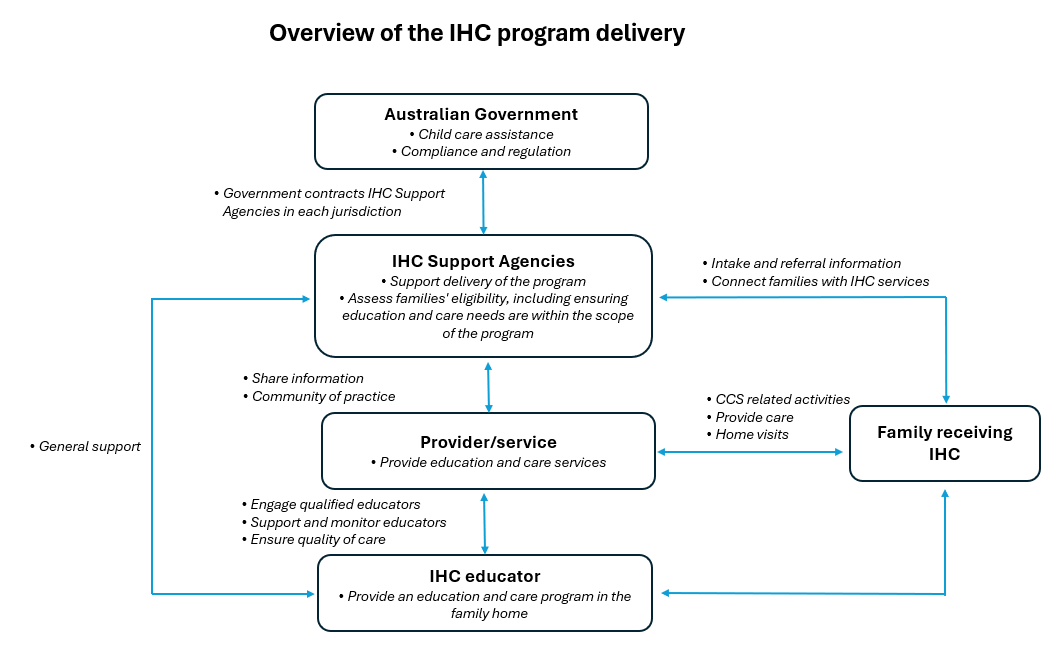 Overview of the IHC program delivery
Australian Government
• Child care assistance
• Compliance and regulation
• Government contracts IHC Support
Agencies in each jurisdiction
IHC Support Agencies
• Support delivery of the program
• Assess families' eligibility, including ensuring
education and care needs are within the scope
of the program
• Intake and referral information
• Connect families with IHC services
• Share information
• Community of practice
• CCS related activities
• Provide care
• Home visits
Family receiving
IHC
Provider/service
• Provide education and care services
• General support
• Engage qualified educators
• Support and monitor educators
• Ensure quality of care
IHC educator
• Provide an education and care program in the
family home